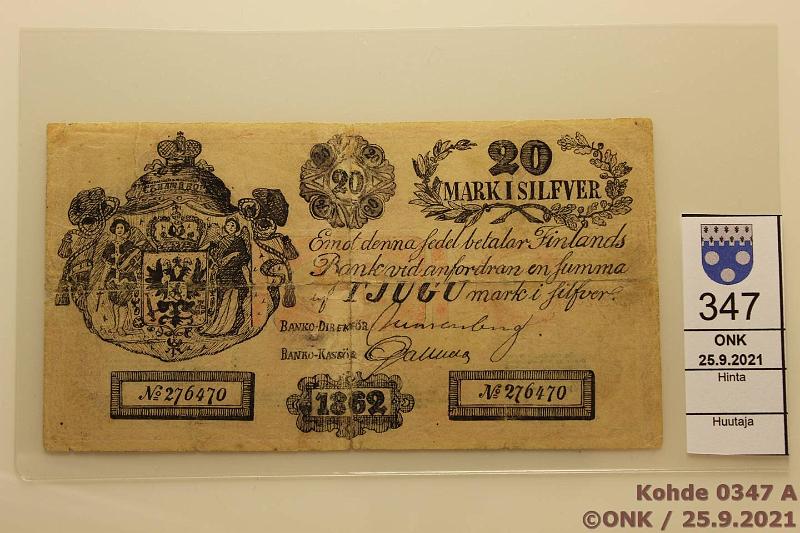 20
20 MARK I SILFVER
Emot denna sedel betalar Finlands
Bank vid anfordran en summa
af TJUGU mark i silfver.
BANKO-DIREKTÖR
BANKO-KASSÖR
No 276470
1862
No 276470
347
ONK
25.9.2021
Hinta
Huutaja
Kohde 0347 A
©ONK / 25.9.2021